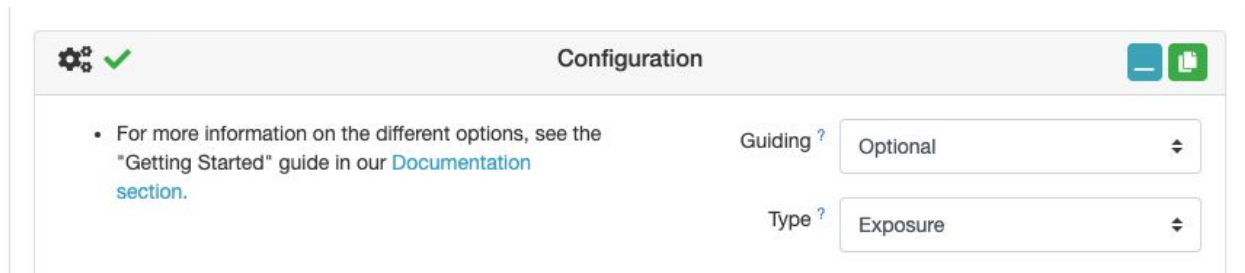 Configuration
• For more information on the different options, see the
"Getting Started" guide in our Documentation
section.
Guiding ?
Optional
Type ?
Exposure